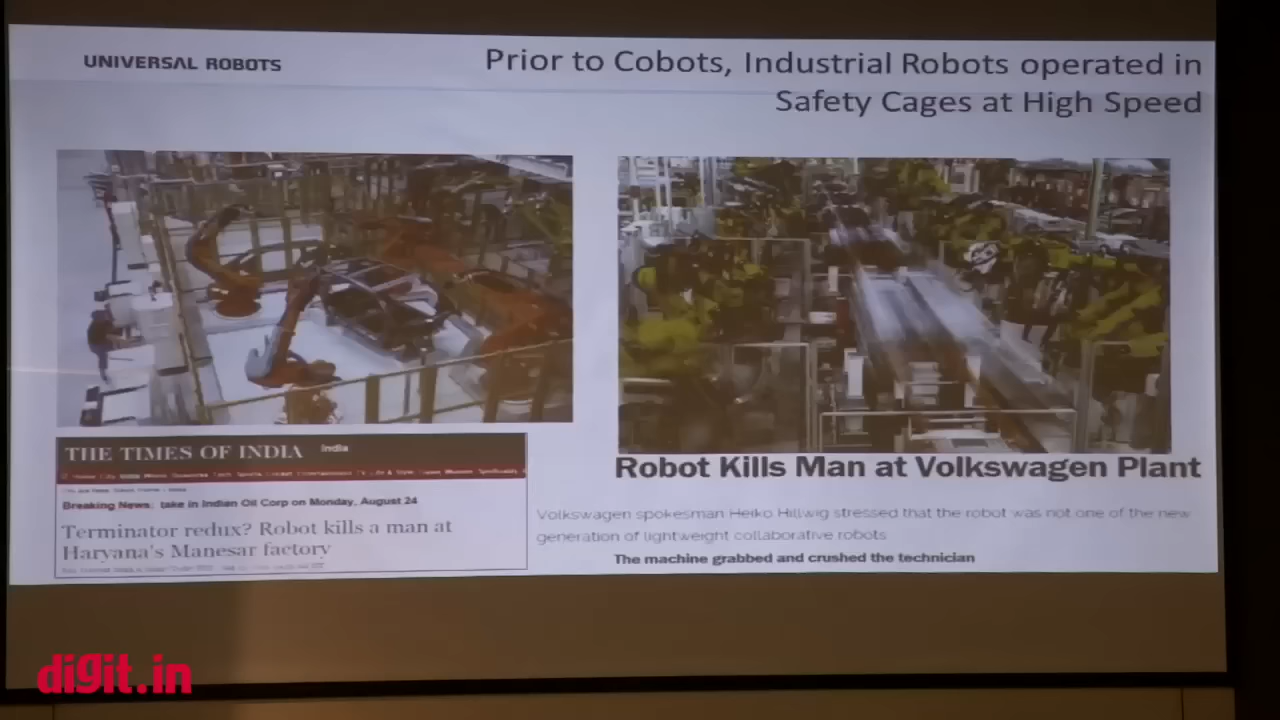 UNIVERSAL ROBOTS
Prior to Cobots, Industrial Robots operated in
Safety Cages at High Speed
THE TIMES OF INDIA India
Breaking News: take in Indian Oil Corp on Monday, August 24
Terminator redux? Robot kills a man at
Haryana's Manesar factory
Robot Kills Man at Volkswagen Plant
Volkswagen spokesman Heiko Hillwig stressed that the robot was not one of the new
generation of lightweight collaborative robots
The machine grabbed and crushed the technician
digit.in